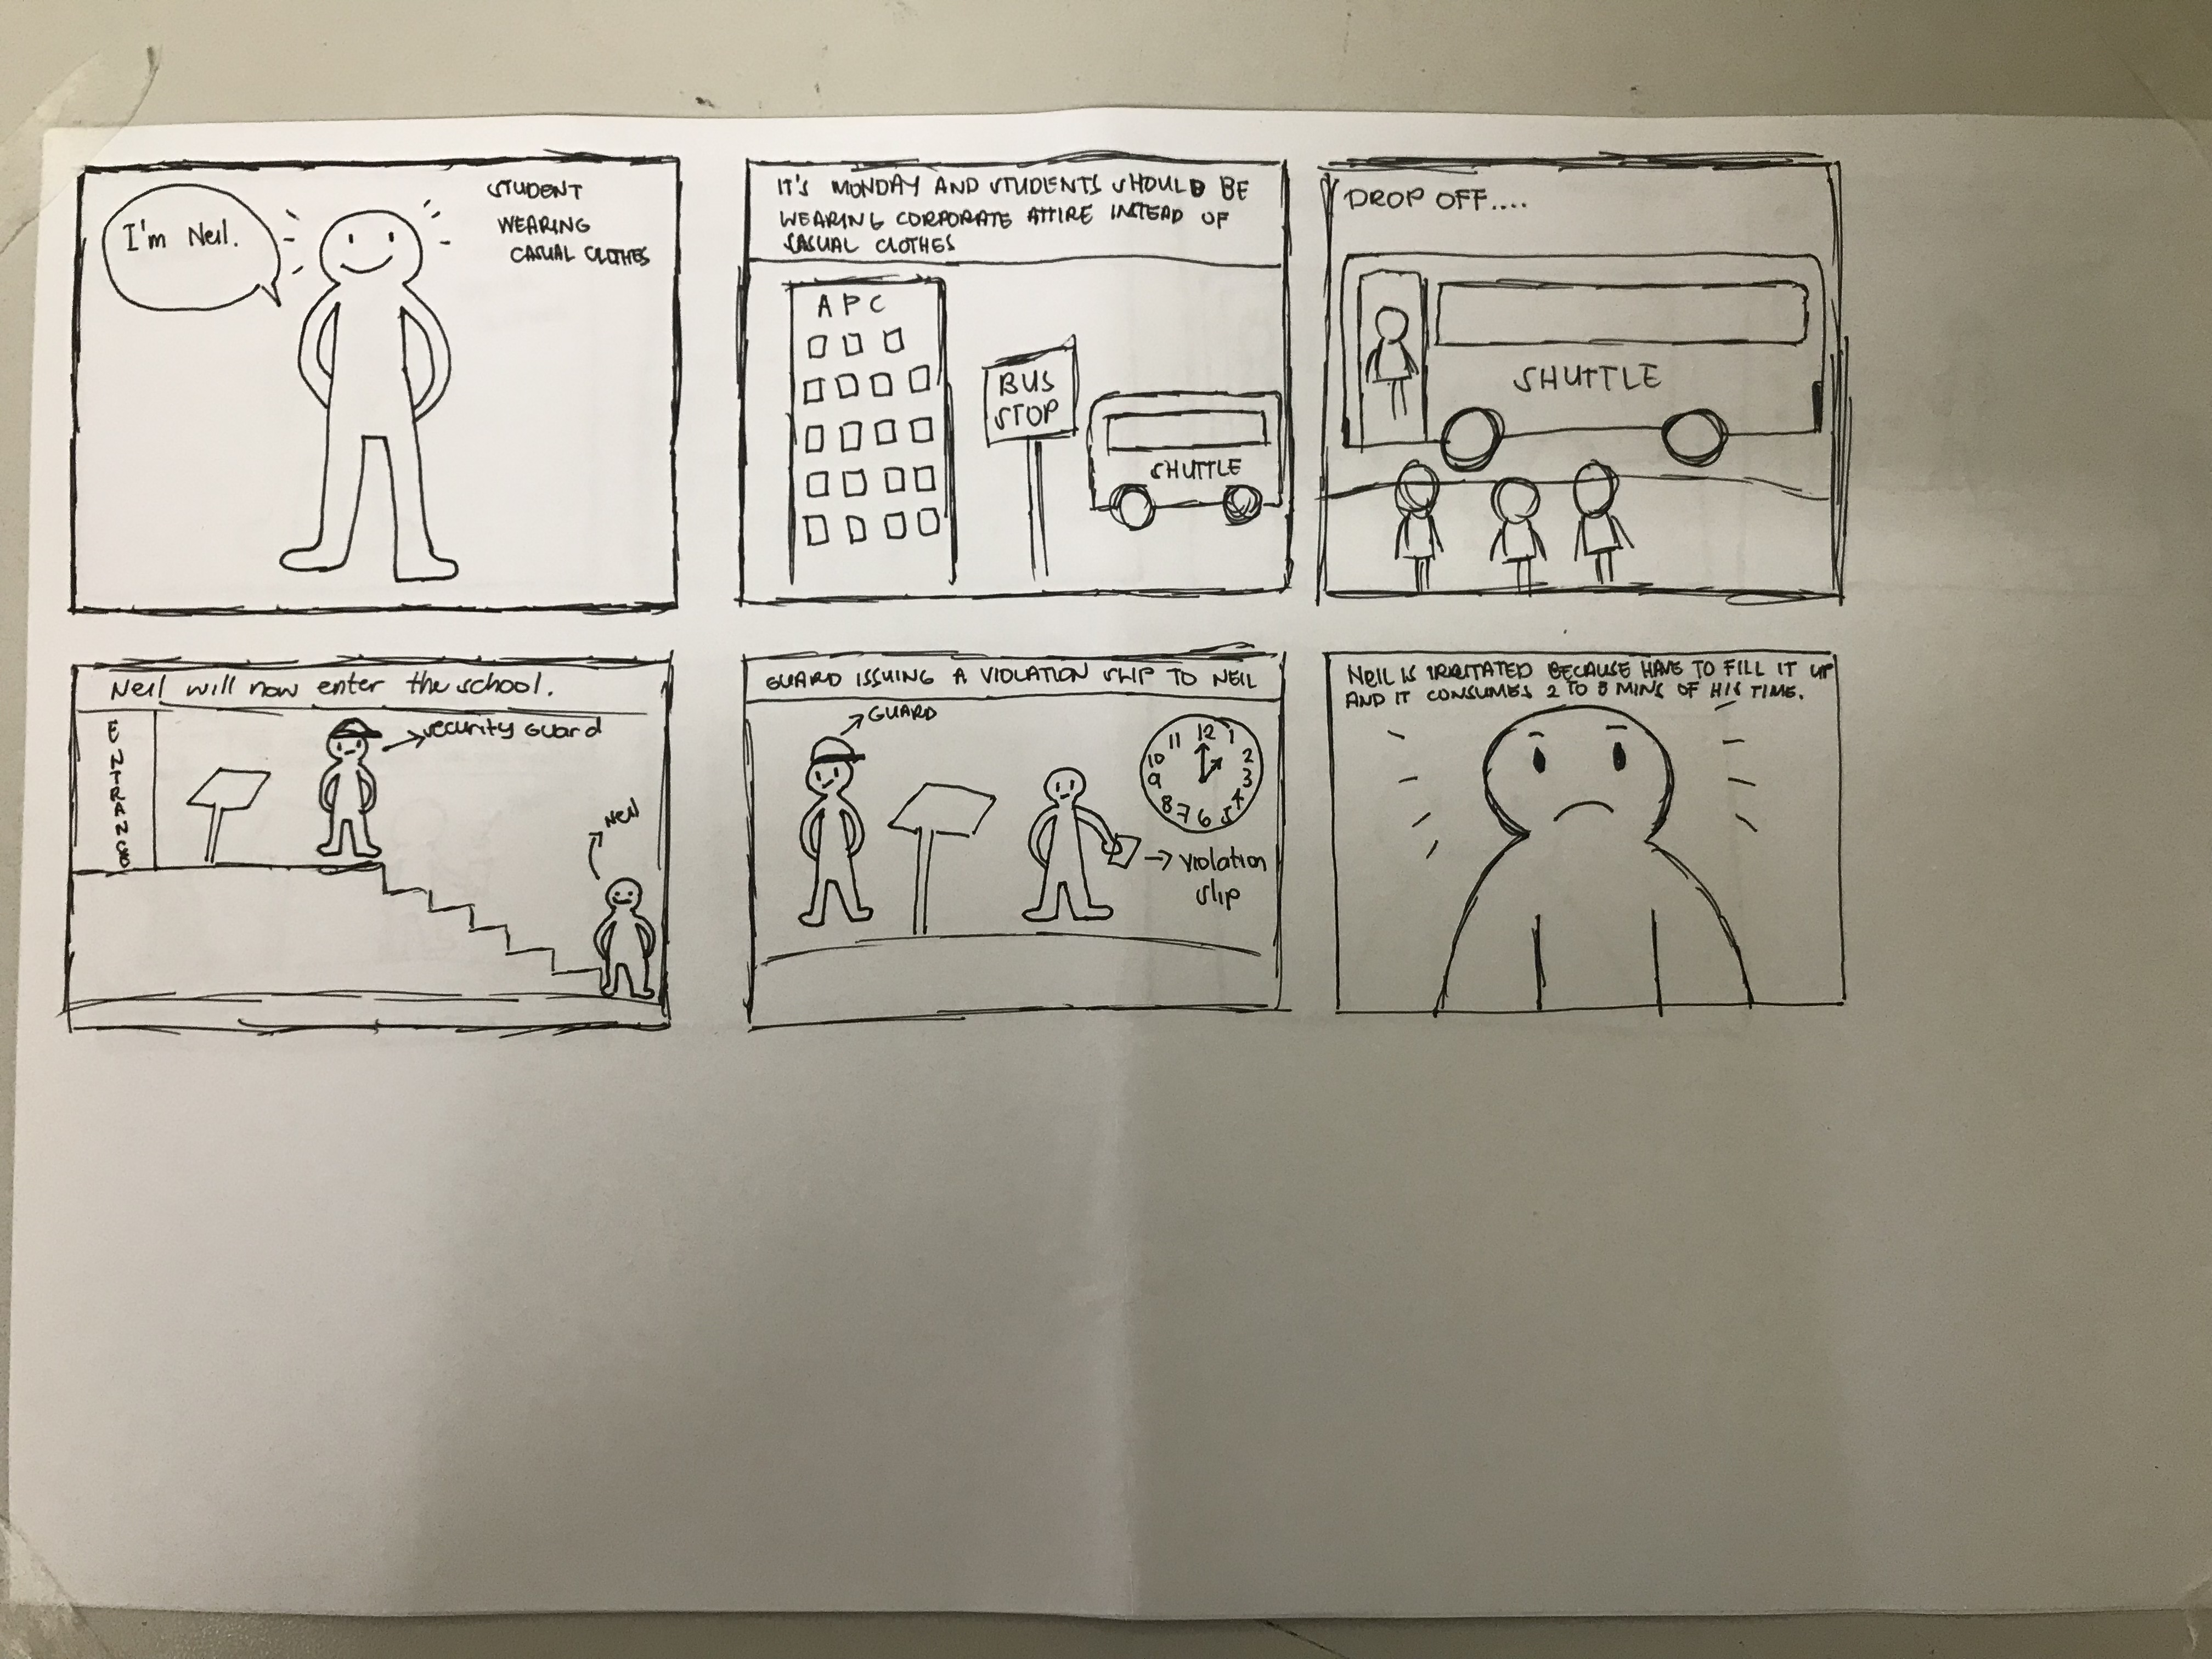 I'm Neil.
STUDENT
WEARING
CASUAL CLOTHES
IT'S MONDAY AND STUDENTS SHOULD BE
WEARING CORPORATE ATTIRE INSTEAD OF
CASUAL CLOTHES
APC
BUS
STOP
SHUTTLE
DROP OFF....
SHUTTLE
Neil will now enter the school.
ENTRANCE
Security Guard
Neil
GUARD ISSUING A VIOLATION SLIP TO NEIL
GUARD
12
1
2
3
4
5
6
7
8
9
10
11
violation
slip
NEIL IS IRRITATED BECAUSE HAVE TO FILL IT UP
AND IT CONSUMES 2 TO 3 MINS OF HIS TIME.